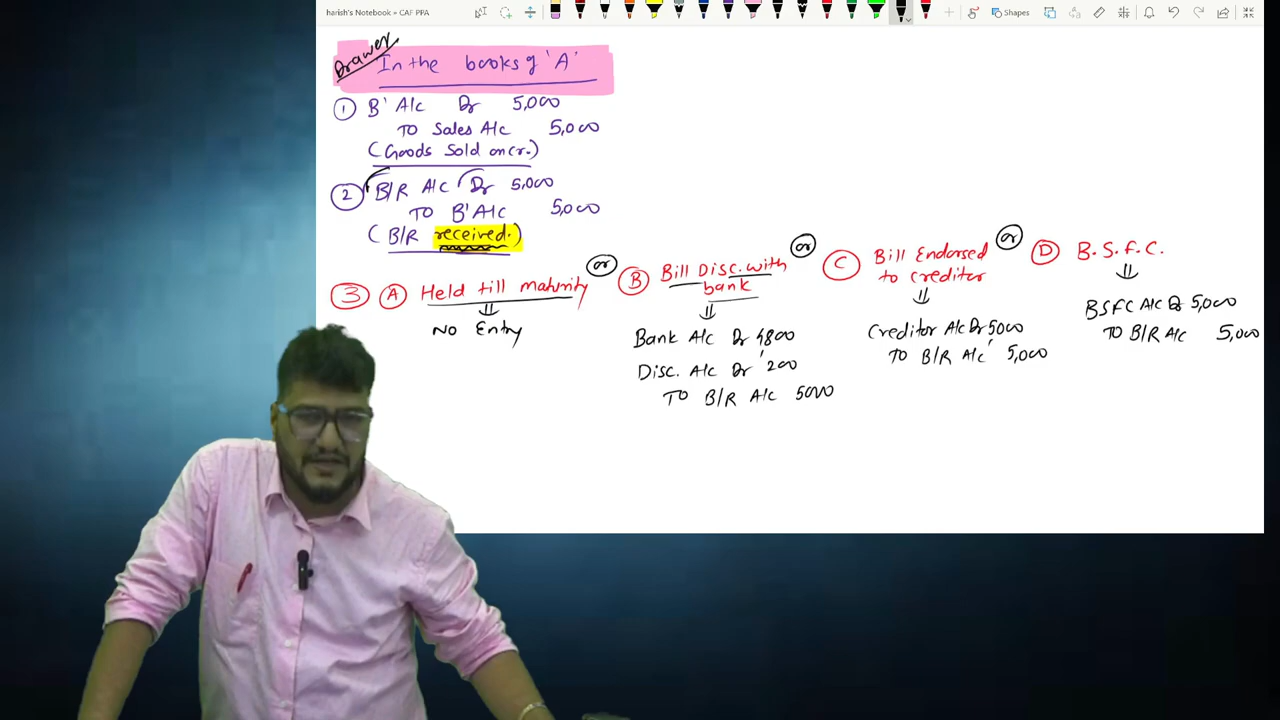 harish's Notebook » CAF PPA
Shapes
Drawer
In the books of 'A'
① B' A/c Dr 5,000
To Sales A/c 5,000
(Goods Sold on cr.)
② B/R A/c Dr 5,000
To B' A/c 5,000
(B/R received.)
③ Ⓐ Held till maturity
⇓
No Entry
or
Ⓑ Bill Disc. with
bank
⇓
Bank A/c Dr 4,800
Disc. A/c Dr 200
To B/R A/c 5000
or
Ⓒ Bill Endorsed
to creditor
⇓
Creditor A/c Dr 5000
To B/R A/c 5,000
or
Ⓓ B.S.f.C.
⇓
BSFC A/c Dr 5,000
To B/R A/c 5,000